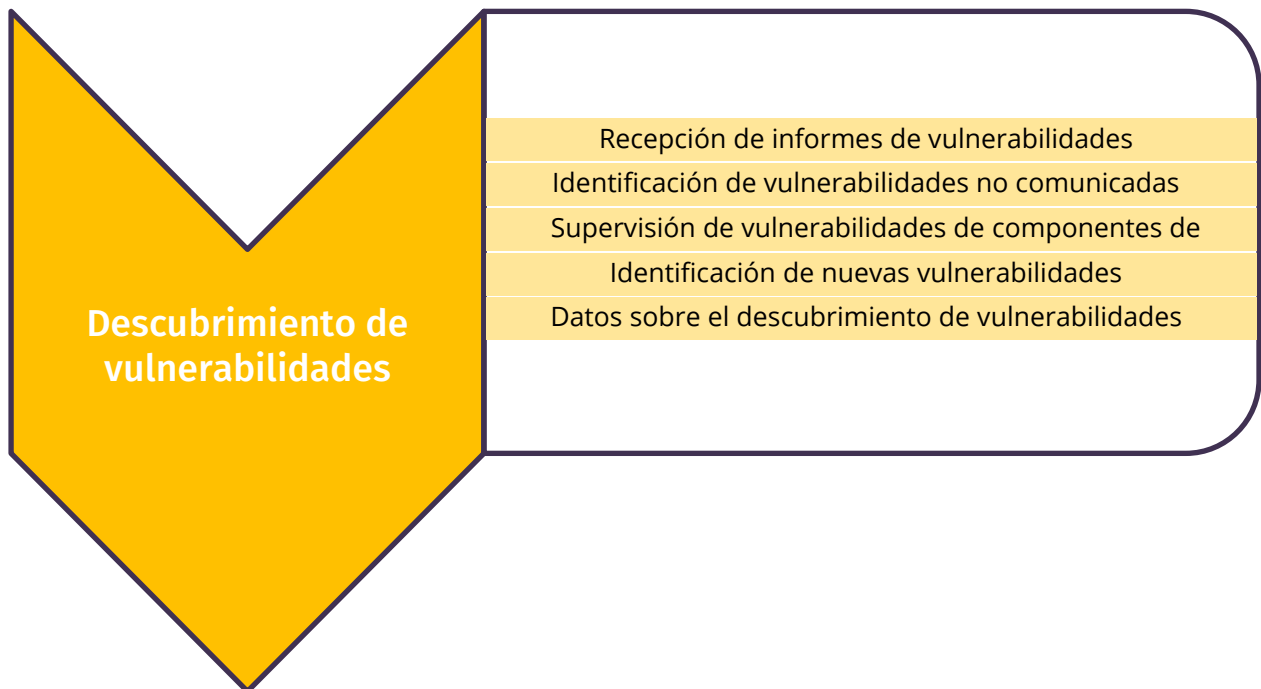 Descubrimiento de
vulnerabilidades
Recepción de informes de vulnerabilidades
Identificación de vulnerabilidades no comunicadas
Supervisión de vulnerabilidades de componentes de
Identificación de nuevas vulnerabilidades
Datos sobre el descubrimiento de vulnerabilidades